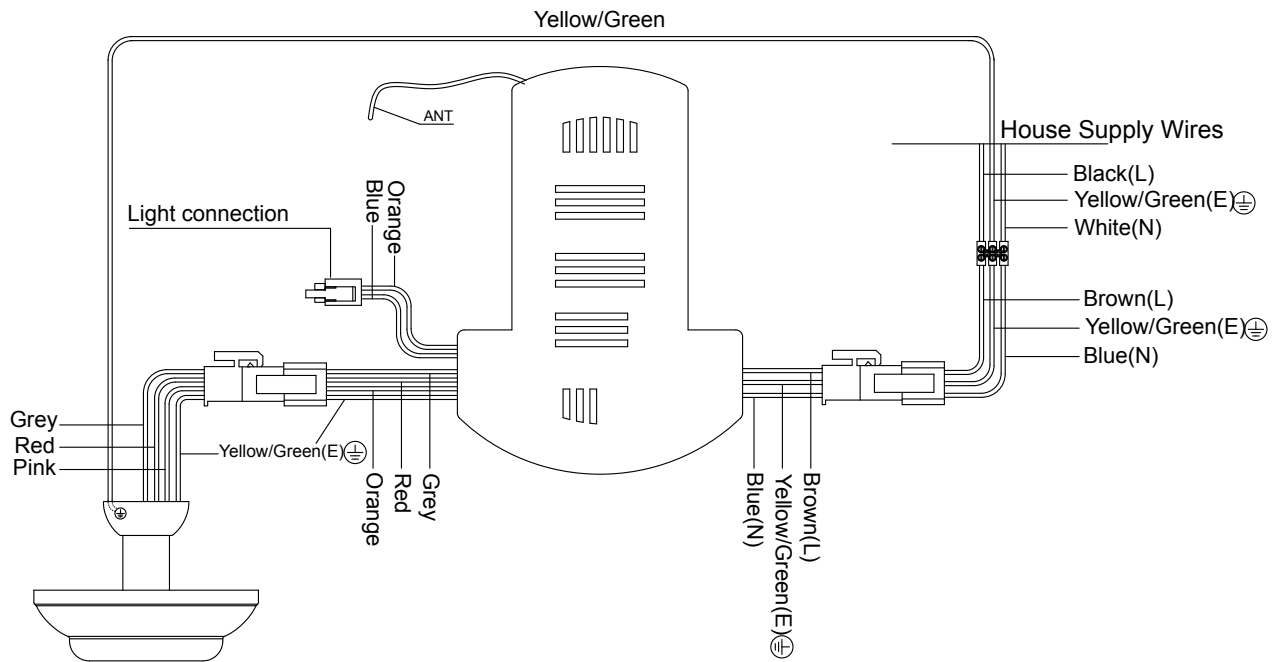 Yellow/Green
ANT
House Supply Wires
Black(L)
Yellow/Green(E)
White(N)
Orange
Blue
Light connection
Brown(L)
Yellow/Green(E)
Blue(N)
Grey
Red
Pink
Yellow/Green(E)
Orange
Red
Grey
Blue(N)
Yellow/Green(E)
Brown(L)